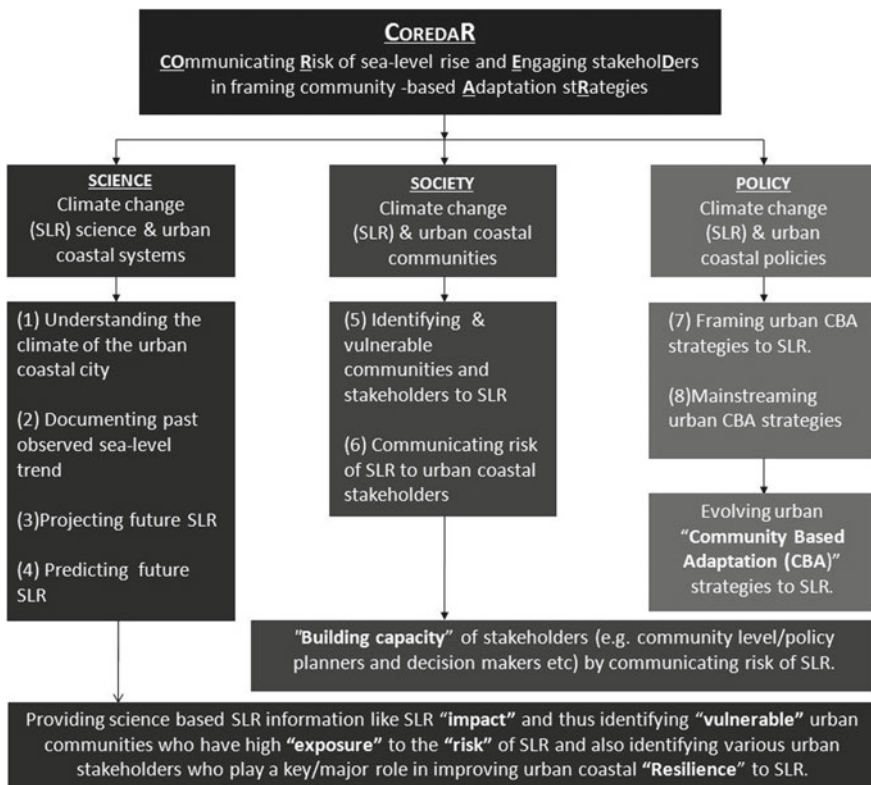 COREDAR
COmmunicating Risk of sea-level rise and Engaging stakeholDers
in framing community -based Adaptation stRategies
SCIENCE
Climate change
(SLR) science & urban
coastal systems
SOCIETY
Climate change
(SLR) & urban coastal
communities
POLICY
Climate change
(SLR) & urban
coastal policies
(1) Understanding the
climate of the urban
coastal city
(2) Documenting past
observed sea-level
trend
(3)Projecting future SLR
(4) Predicting future
SLR
(5) Identifying &
vulnerable
communities and
stakeholders to SLR
(6) Communicating risk
of SLR to urban coastal
stakeholders
(7) Framing urban CBA
strategies to SLR.
(8)Mainstreaming
urban CBA strategies
Evolving urban
“Community Based
Adaptation (CBA)”
strategies to SLR.
”Building capacity” of stakeholders (e.g. community level/policy
planners and decision makers etc) by communicating risk of SLR.
Providing science based SLR information like SLR “impact” and thus identifying “vulnerable” urban
communities who have high “exposure” to the “risk” of SLR and also identifying various urban
stakeholders who play a key/major role in improving urban coastal “Resilience” to SLR.